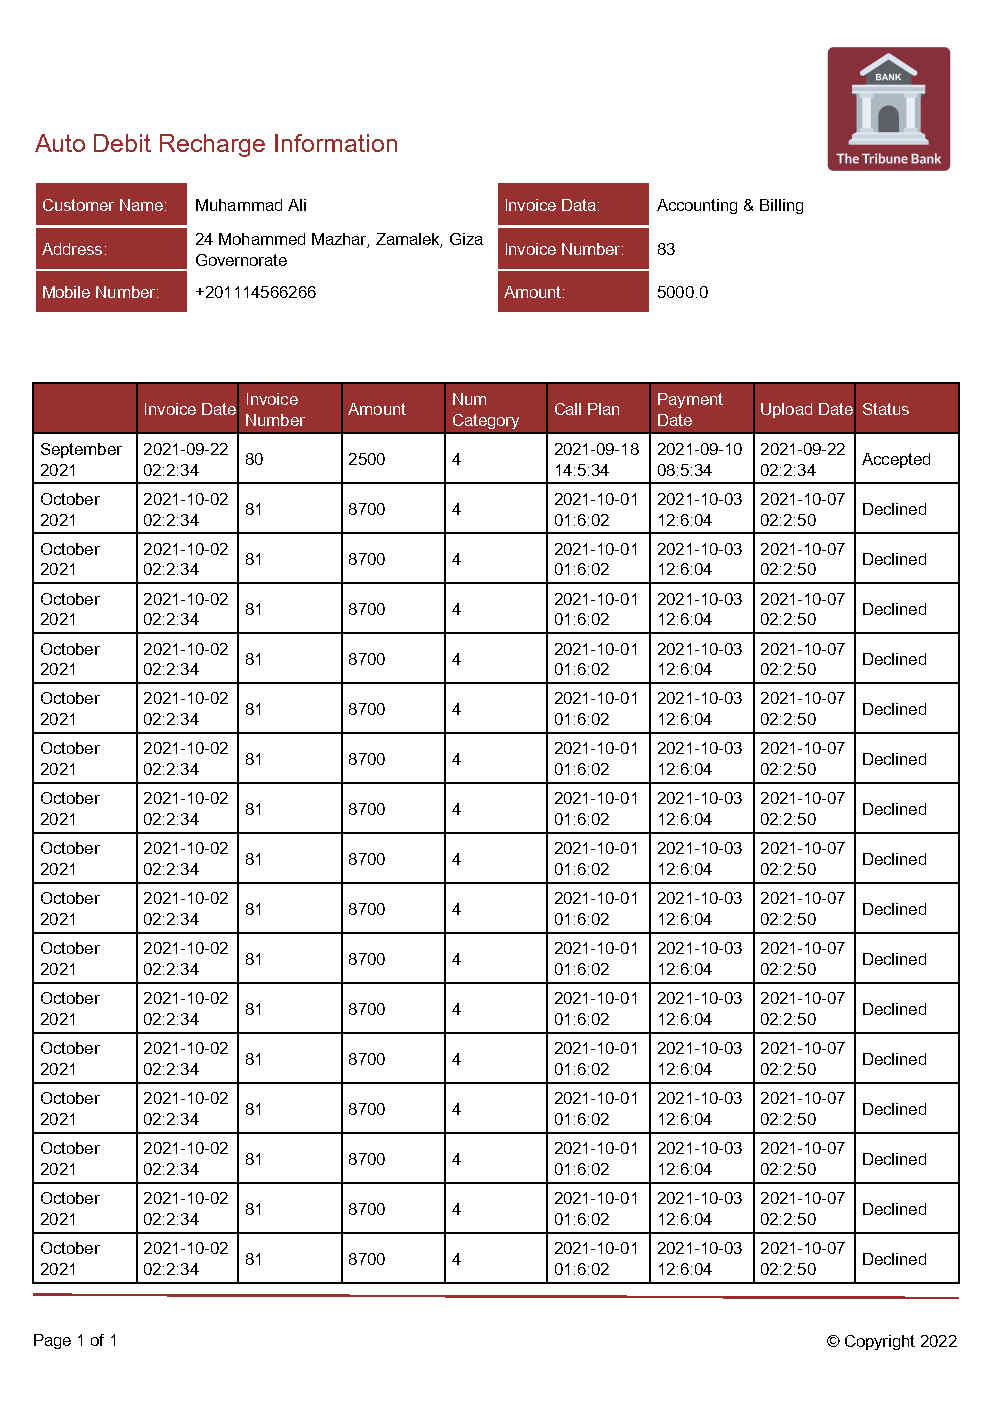 BANK
The Tribune Bank
Auto Debit Recharge Information
Customer Name: Muhammad Ali Invoice Data: Accounting & Billing
Address: 24 Mohammed Mazhar, Zamalek, Giza
Governorate Invoice Number: 83
Mobile Number: +201114566266 Amount: 5000.0
Invoice Date Invoice Number Amount Num Category Call Plan Payment Date Upload Date Status
September 2021-09-22 80 2500 4 2021-09-18 2021-09-10 2021-09-22 Accepted
2021 02:2:34 14:5:34 08:5:34 02:2:34
October 2021-10-02 81 8700 4 2021-10-01 2021-10-03 2021-10-07 Declined
2021 02:2:34 01:6:02 12:6:04 02:2:50
October 2021-10-02 81 8700 4 2021-10-01 2021-10-03 2021-10-07 Declined
2021 02:2:34 01:6:02 12:6:04 02:2:50
October 2021-10-02 81 8700 4 2021-10-01 2021-10-03 2021-10-07 Declined
2021 02:2:34 01:6:02 12:6:04 02:2:50
October 2021-10-02 81 8700 4 2021-10-01 2021-10-03 2021-10-07 Declined
2021 02:2:34 01:6:02 12:6:04 02:2:50
October 2021-10-02 81 8700 4 2021-10-01 2021-10-03 2021-10-07 Declined
2021 02:2:34 01:6:02 12:6:04 02:2:50
October 2021-10-02 81 8700 4 2021-10-01 2021-10-03 2021-10-07 Declined
2021 02:2:34 01:6:02 12:6:04 02:2:50
October 2021-10-02 81 8700 4 2021-10-01 2021-10-03 2021-10-07 Declined
2021 02:2:34 01:6:02 12:6:04 02:2:50
October 2021-10-02 81 8700 4 2021-10-01 2021-10-03 2021-10-07 Declined
2021 02:2:34 01:6:02 12:6:04 02:2:50
October 2021-10-02 81 8700 4 2021-10-01 2021-10-03 2021-10-07 Declined
2021 02:2:34 01:6:02 12:6:04 02:2:50
October 2021-10-02 81 8700 4 2021-10-01 2021-10-03 2021-10-07 Declined
2021 02:2:34 01:6:02 12:6:04 02:2:50
October 2021-10-02 81 8700 4 2021-10-01 2021-10-03 2021-10-07 Declined
2021 02:2:34 01:6:02 12:6:04 02:2:50
October 2021-10-02 81 8700 4 2021-10-01 2021-10-03 2021-10-07 Declined
2021 02:2:34 01:6:02 12:6:04 02:2:50
October 2021-10-02 81 8700 4 2021-10-01 2021-10-03 2021-10-07 Declined
2021 02:2:34 01:6:02 12:6:04 02:2:50
October 2021-10-02 81 8700 4 2021-10-01 2021-10-03 2021-10-07 Declined
2021 02:2:34 01:6:02 12:6:04 02:2:50
October 2021-10-02 81 8700 4 2021-10-01 2021-10-03 2021-10-07 Declined
2021 02:2:34 01:6:02 12:6:04 02:2:50
October 2021-10-02 81 8700 4 2021-10-01 2021-10-03 2021-10-07 Declined
2021 02:2:34 01:6:02 12:6:04 02:2:50
Page 1 of 1 © Copyright 2022